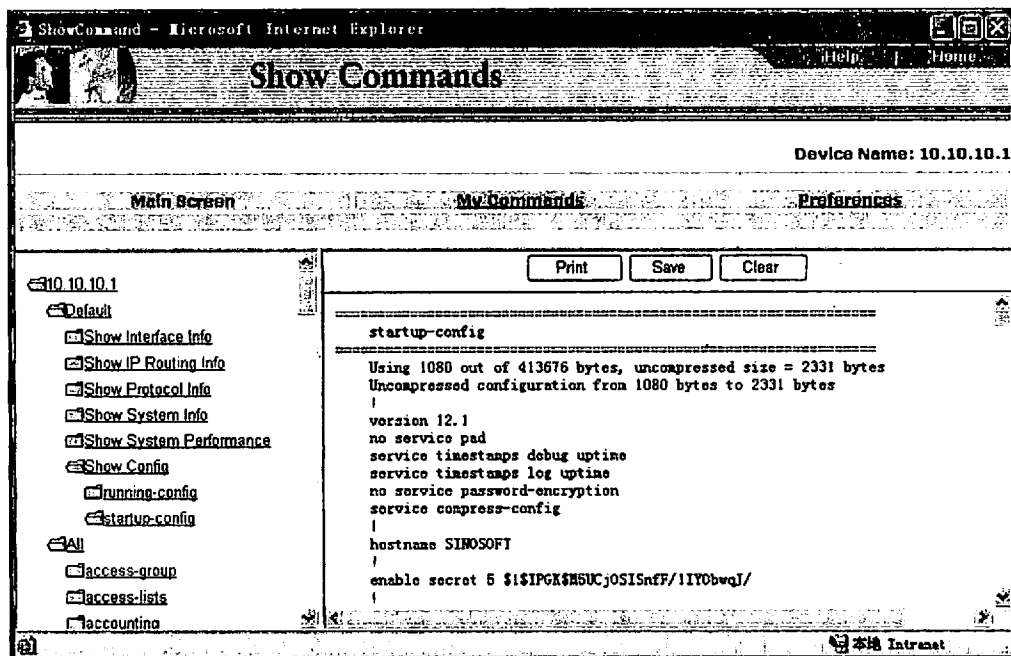 ShowCommand - Microsoft Internet Explorer
Help | Home
Show Commands
Device Name: 10.10.10.1
Main Screen My Commands Preferences
10.10.10.1
Default
Show Interface Info
Show IP Routing Info
Show Protocol Info
Show System Info
Show System Performance
Show Config
running-config
startup-config
All
access-group
access-lists
accounting
Print Save Clear
================================================================
startup-config
================================================================
Using 1080 out of 413676 bytes, uncompressed size = 2331 bytes
Uncompressed configuration from 1080 bytes to 2331 bytes
!
version 12.1
no service pad
service timestamps debug uptime
service timestamps log uptime
no service password-encryption
service compress-config
!
hostname SINOSOFT
!
enable secret 5
!
本地 Intranet